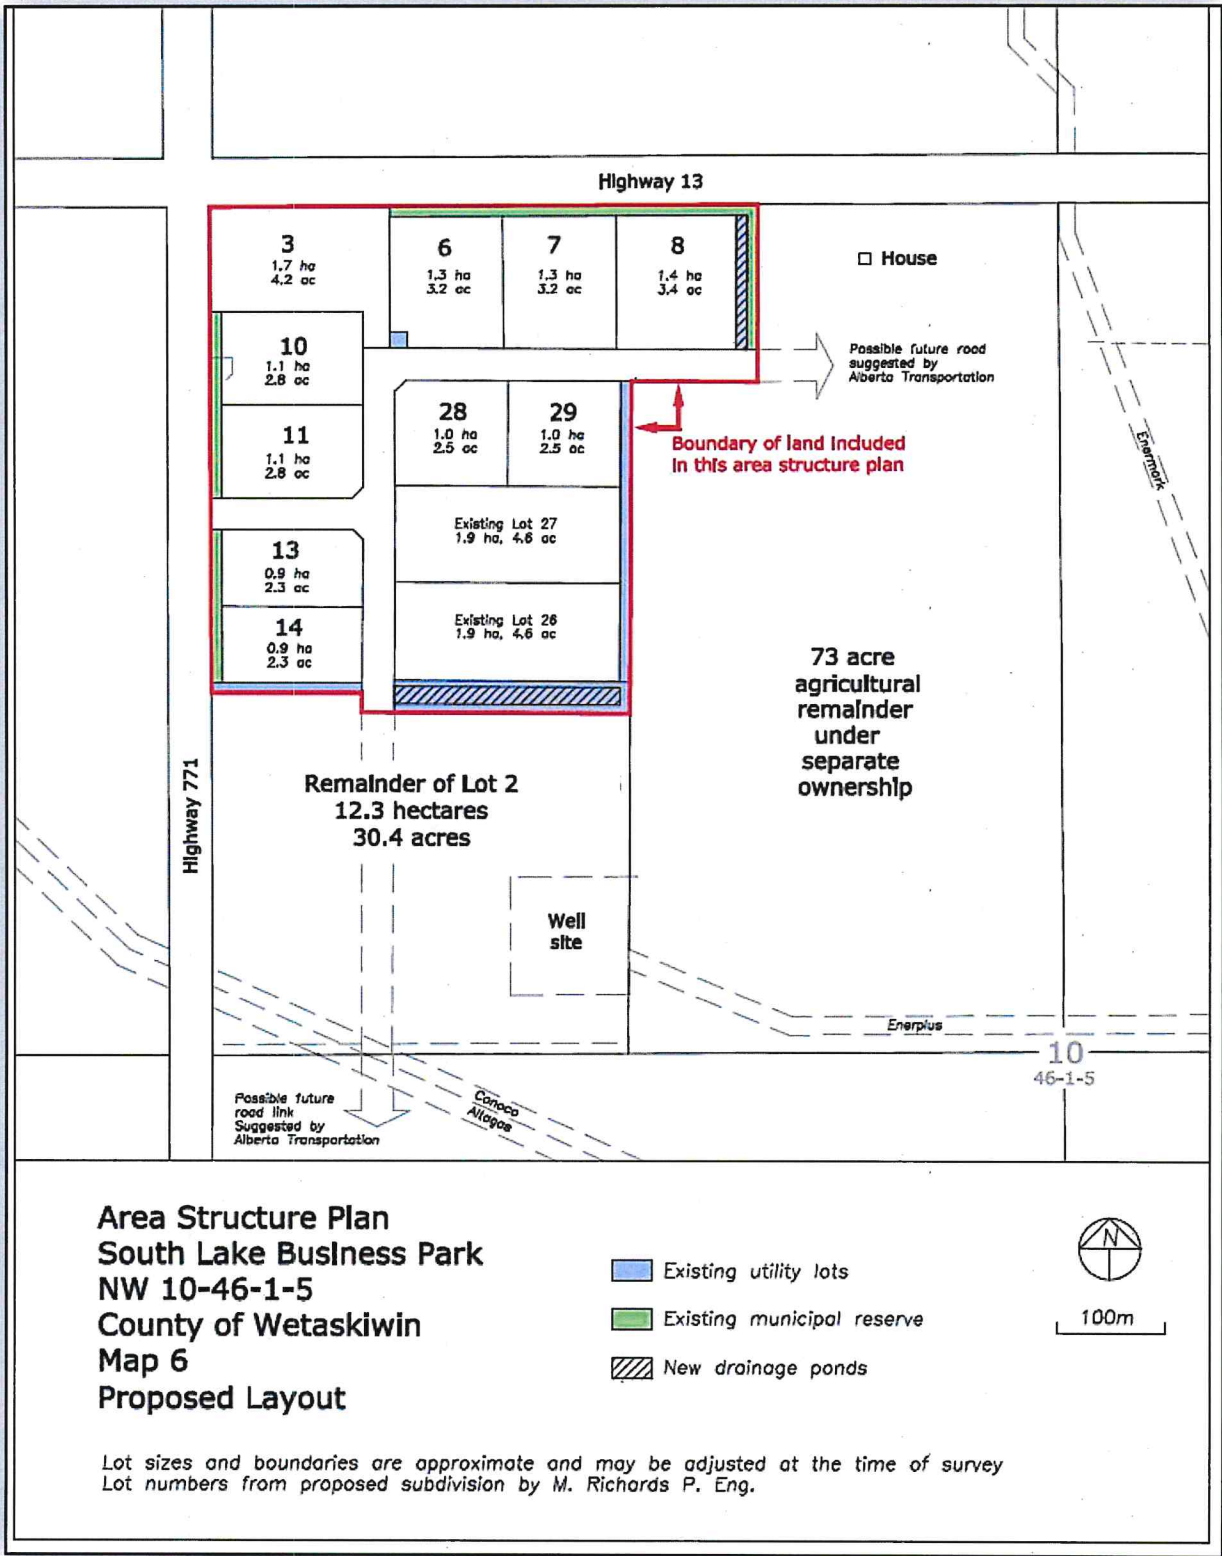 Highway 13
3
1.7 ha
4.2 ac
6
1.3 ha
3.2 ac
7
1.3 ha
3.2 ac
8
1.4 ha
3.4 ac
House
10
1.1 ha
2.8 ac
Possible future road
suggested by
Alberta Transportation
28
1.0 ha
2.5 ac
29
1.0 ha
2.5 ac
11
1.1 ha
2.8 ac
Boundary of land included
in this area structure plan
Enermark
Existing Lot 27
1.9 ha, 4.6 ac
13
0.9 ha
2.3 ac
Existing Lot 26
1.9 ha, 4.6 ac
14
0.9 ha
2.3 ac
73 acre
agricultural
remainder
under
separate
ownership
Highway 771
Remainder of Lot 2
12.3 hectares
30.4 acres
Well
site
Enerplus
10
46-1-5
Possible future
road link
Suggested by
Alberta Transportation
Conoco
Altagas
Area Structure Plan
South Lake Business Park
NW 10-46-1-5
County of Wetaskiwin
Map 6
Proposed Layout
Existing utility lots
Existing municipal reserve
New drainage ponds
N
100m
Lot sizes and boundaries are approximate and may be adjusted at the time of survey
Lot numbers from proposed subdivision by M. Richards P. Eng.